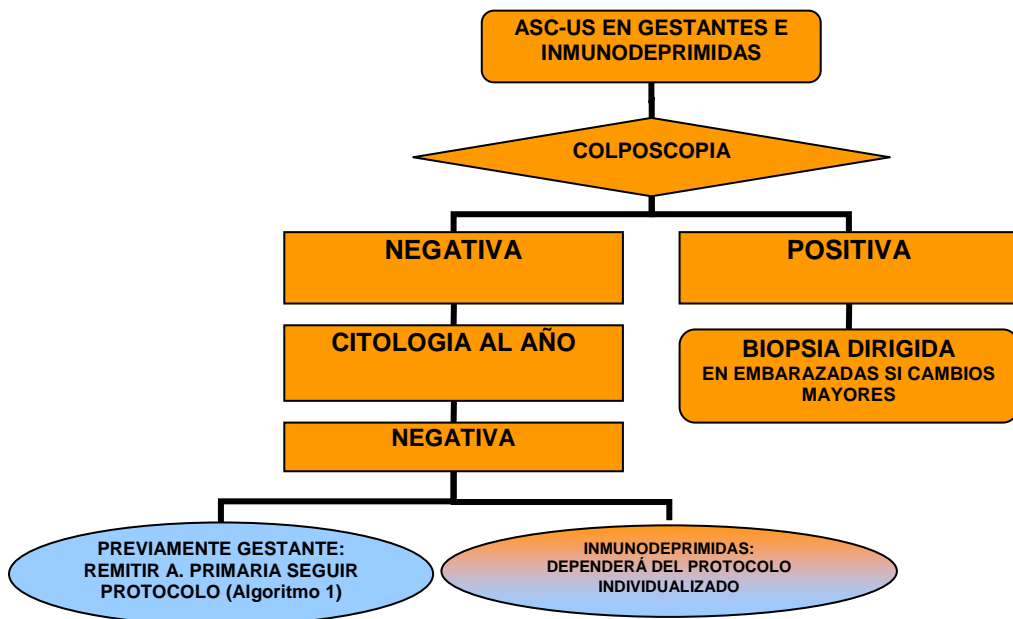 ASC-US EN GESTANTES E
INMUNODEPRIMIDAS
COLPOSCOPIA
NEGATIVA
POSITIVA
CITOLOGIA AL AÑO
BIOPSIA DIRIGIDA
EN EMBARAZADAS SI CAMBIOS
MAYORES
NEGATIVA
PREVIAMENTE GESTANTE:
REMITIR A. PRIMARIA SEGUIR
PROTOCOLO (Algoritmo 1)
INMUNODEPRIMIDAS:
DEPENDERÁ DEL PROTOCOLO
INDIVIDUALIZADO